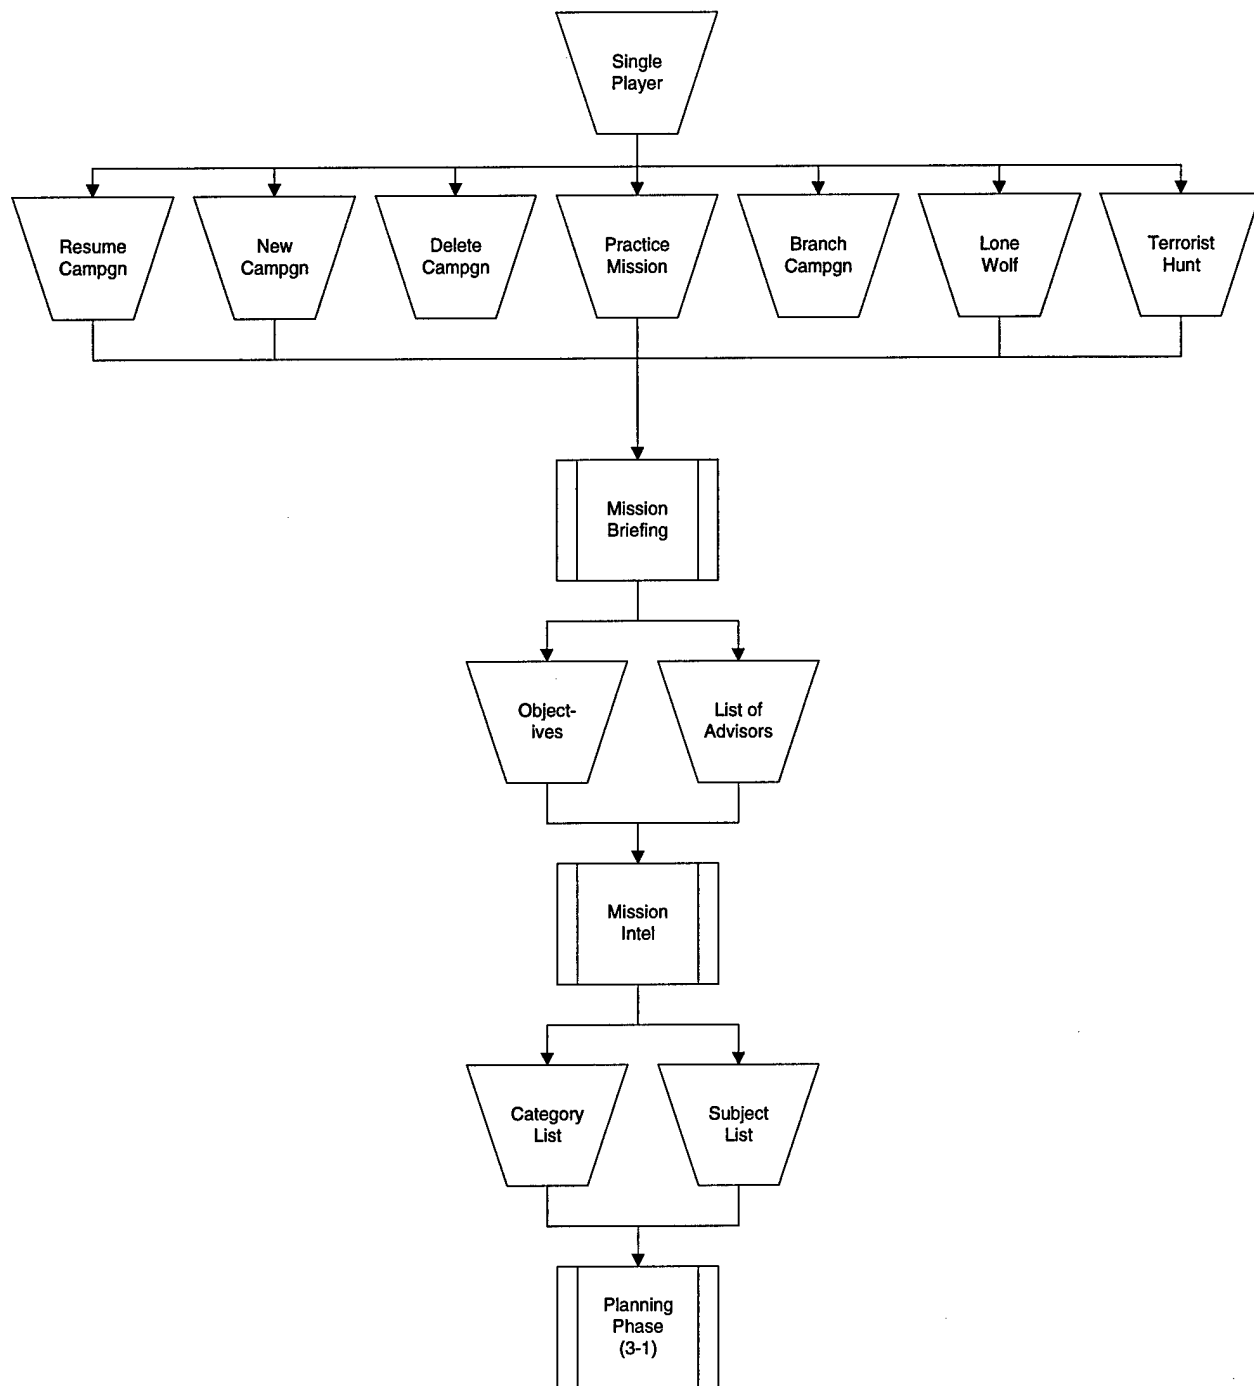 Single
Player
Resume
Campgn
New
Campgn
Delete
Campgn
Practice
Mission
Branch
Campgn
Lone
Wolf
Terrorist
Hunt
Mission
Briefing
Object-
ives
List of
Advisors
Mission
Intel
Category
List
Subject
List
Planning
Phase
(3-1)